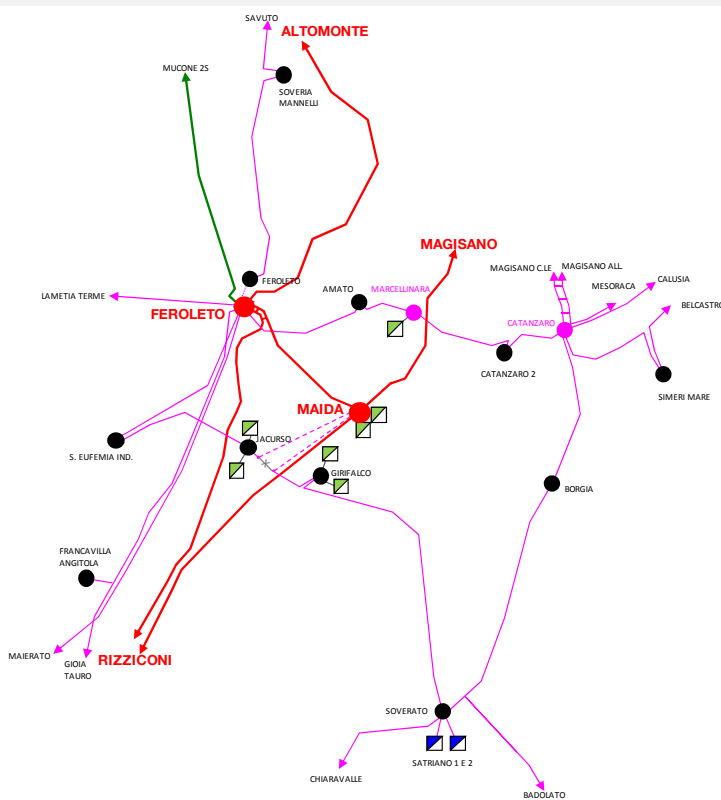 SAVUTO
ALTOMONTE
MUCONE 2S
SOVERIA
MANNELLI
MAGISANO
MAGISANO C.LE
MAGISANO ALL.
CALUSIA
MESORACA
BELCASTRO
FEROLETO
LAMETIA TERME
FEROLETO
AMATO
MARCELLINARA
CATANZARO
CATANZARO 2
SIMERI MARE
MAIDA
JACURSO
S. EUFEMIA IND.
GIRIFALCO
BORGIA
FRANCAVILLA
ANGITOLA
MAIERATO
GIOIA
TAURO
RIZZICONI
SOVERATO
SATRIANO 1 E 2
CHIARAVALLE
BADOLATO